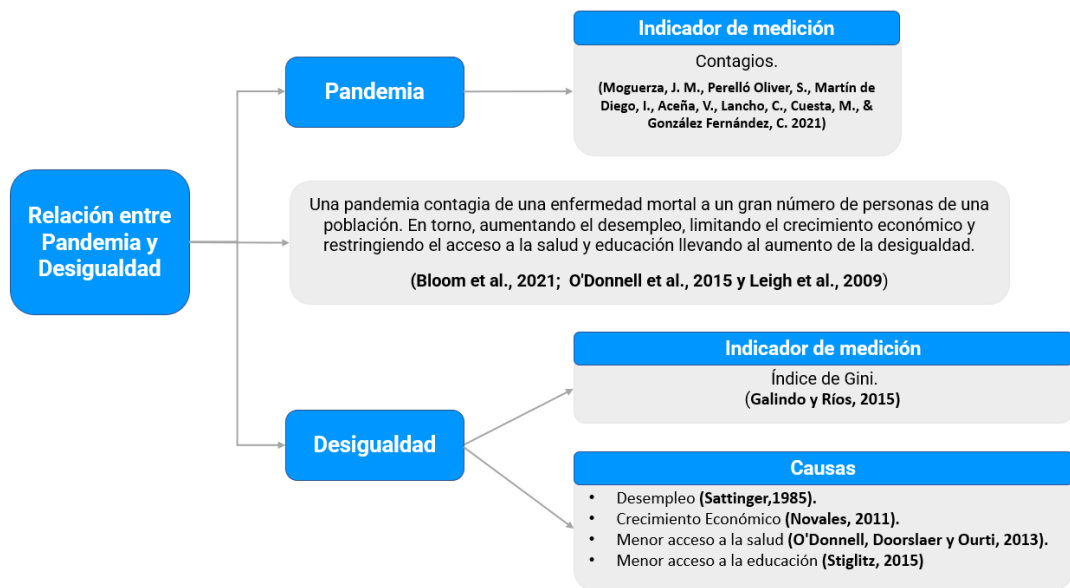 Relación entre
Pandemia y
Desigualdad
Pandemia
Indicador de medición
Contagios.
(Moguerza, J. M., Perelló Oliver, S., Martín de
Diego, I., Aceña, V., Lancho, C., Cuesta, M., &
González Fernández, C. 2021)
Una pandemia contagia de una enfermedad mortal a un gran número de personas de una
población. En torno, aumentando el desempleo, limitando el crecimiento económico y
restringiendo el acceso a la salud y educación llevando al aumento de la desigualdad.
(Bloom et al., 2021; O'Donnell et al., 2015 y Leigh et al., 2009)
Desigualdad
Indicador de medición
Índice de Gini.
(Galindo y Ríos, 2015)
Causas
• Desempleo (Sattinger,1985).
• Crecimiento Económico (Novales, 2011).
• Menor acceso a la salud (O'Donnell, Doorslaer y Ourti, 2013).
• Menor acceso a la educación (Stiglitz, 2015)